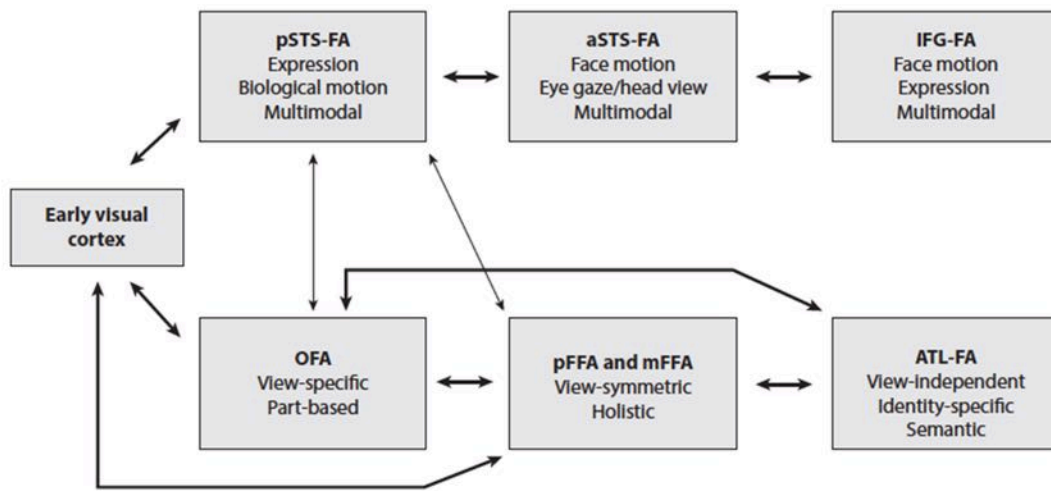 pSTS-FA
Expression
Biological motion
Multimodal
aSTS-FA
Face motion
Eye gaze/head view
Multimodal
IFG-FA
Face motion
Expression
Multimodal
Early visual
cortex
OFA
View-specific
Part-based
pFFA and mFFA
View-symmetric
Holistic
ATL-FA
View-independent
Identity-specific
Semantic